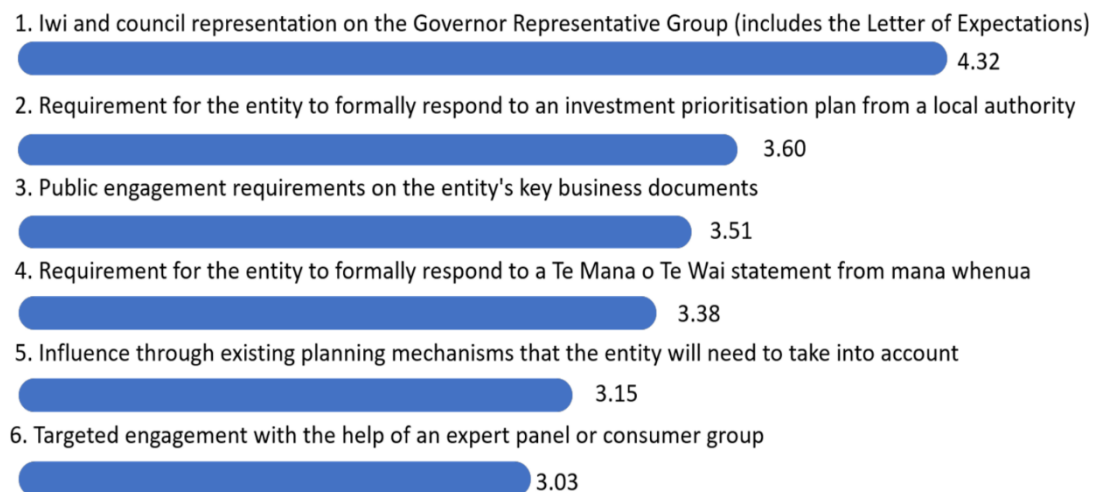 1. Iwi and council representation on the Governor Representative Group (includes the Letter of Expectations)
4.32
2. Requirement for the entity to formally respond to an investment prioritisation plan from a local authority
3.60
3. Public engagement requirements on the entity's key business documents
3.51
4. Requirement for the entity to formally respond to a Te Mana o Te Wai statement from mana whenua
3.38
5. Influence through existing planning mechanisms that the entity will need to take into account
3.15
6. Targeted engagement with the help of an expert panel or consumer group
3.03